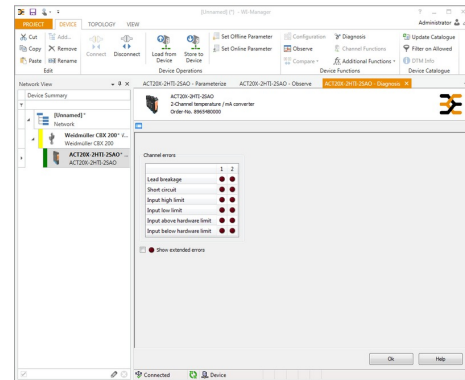 [Unnamed] (*) - WI-Manager
PROJECT DEVICE TOPOLOGY VIEW Administrator
Cut Add... Set Offline Parameter Configuration Diagnosis Update Catalogue
Copy Remove Set Online Parameter Observe Channel Functions Filter on Allowed
Paste Rename Connect Disconnect Load from Device Store to Device Compare Additional Functions DTM Info
Edit Device Operations Device Functions Device Catalogue
Network View ACT20X-2HTI-2SAO - Parameterize ACT20X-2HTI-2SAO - Observe ACT20X-2HTI-2SAO - Diagnosis
Device Summary
ACT20X-2HTI-2SAO
2-Channel temperature / mA converter
Order-No. 8965480000
[Unnamed]*
Network
Weidmüller CBX 200*
Weidmüller CBX 200
ACT20X-2HTI-2SAO* ...
ACT20X-2HTI-2SAO
Channel errors
1 2
Lead breakage
Short circuit
Input high limit
Input low limit
Input above hardware limit
Input below hardware limit
Show extended errors
Ok Help
Connected Device